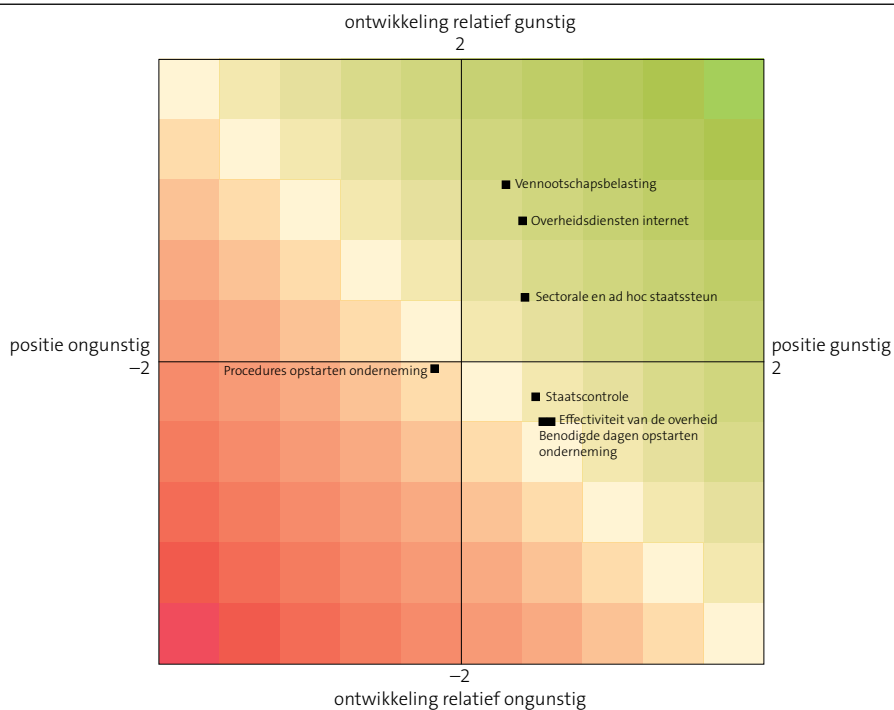 ontwikkeling relatief gunstig
2
Vennootschapsbelasting
Overheidsdiensten internet
Sectorale en ad hoc staatssteun
positie ongunstig
−2
positie gunstig
2
Procedures opstarten onderneming
Staatscontrole
Effectiviteit van de overheid
Benodigde dagen opstarten
onderneming
−2
ontwikkeling relatief ongunstig